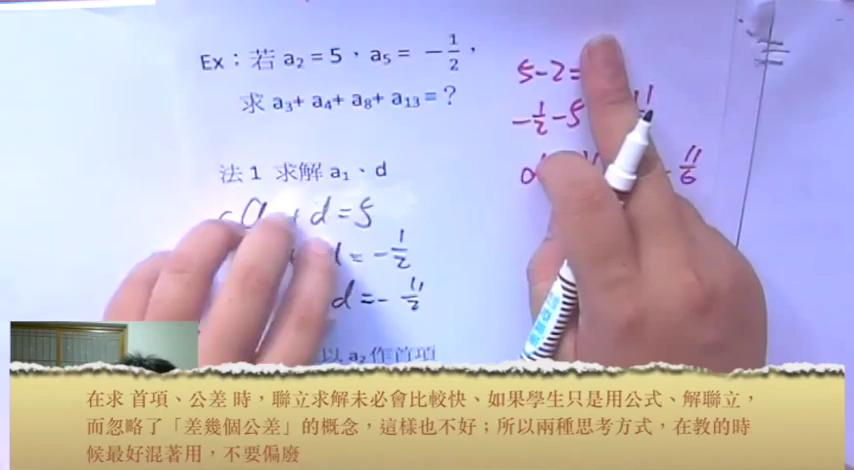 Ex：若 a₂ = 5，a₅ = −1/2，
求 a₃+ a₄+ a₈+ a₁₃ = ？
5−2=
−1/2−5
11
11/6
法 1 求解 a₁、d
d=5
= −1/2
d=−11/2
以 a₂ 作首項
在求 首項、公差 時，聯立求解未必會比較快、如果學生只是用公式、解聯立，
而忽略了「差幾個公差」的概念，這樣也不好；所以兩種思考方式，在教的時
候最好混著用，不要偏廢